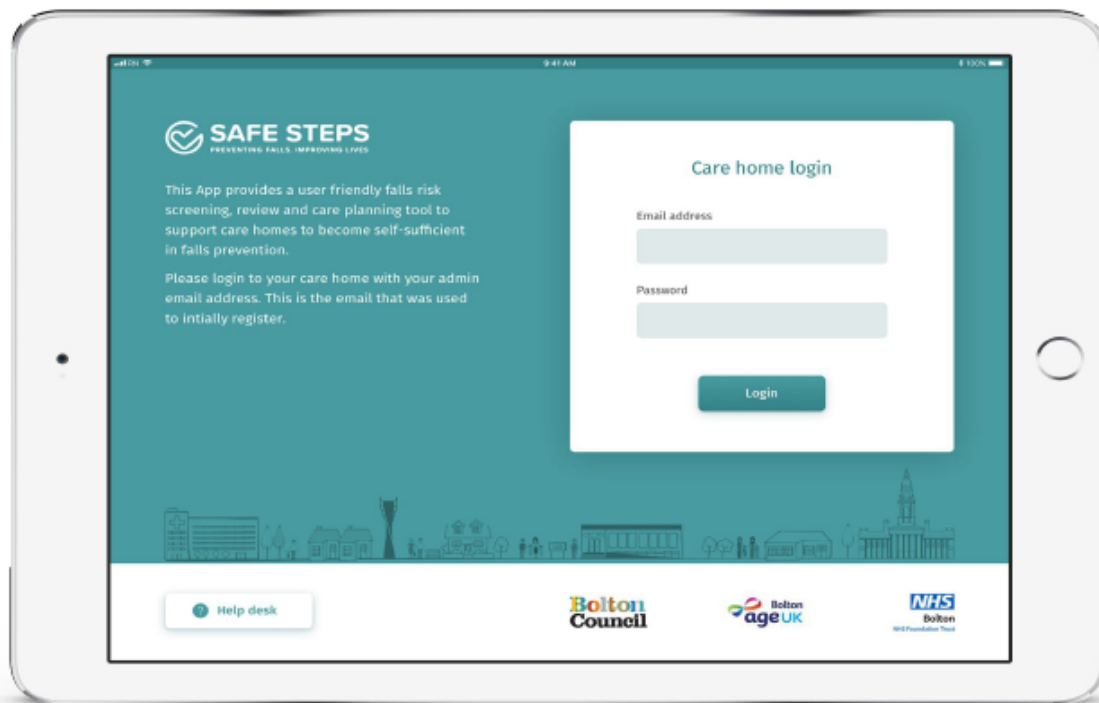 9:41 AM
100%
SAFE STEPS
PREVENTING FALLS. IMPROVING LIVES
This App provides a user friendly falls risk
screening, review and care planning tool to
support care homes to become self-sufficient
in falls prevention.
Please login to your care home with your admin
email address. This is the email that was used
to intially register.
Care home login
Email address
Password
Login
? Help desk
Bolton
Council
Bolton
age UK
NHS
Bolton
NHS Foundation Trust